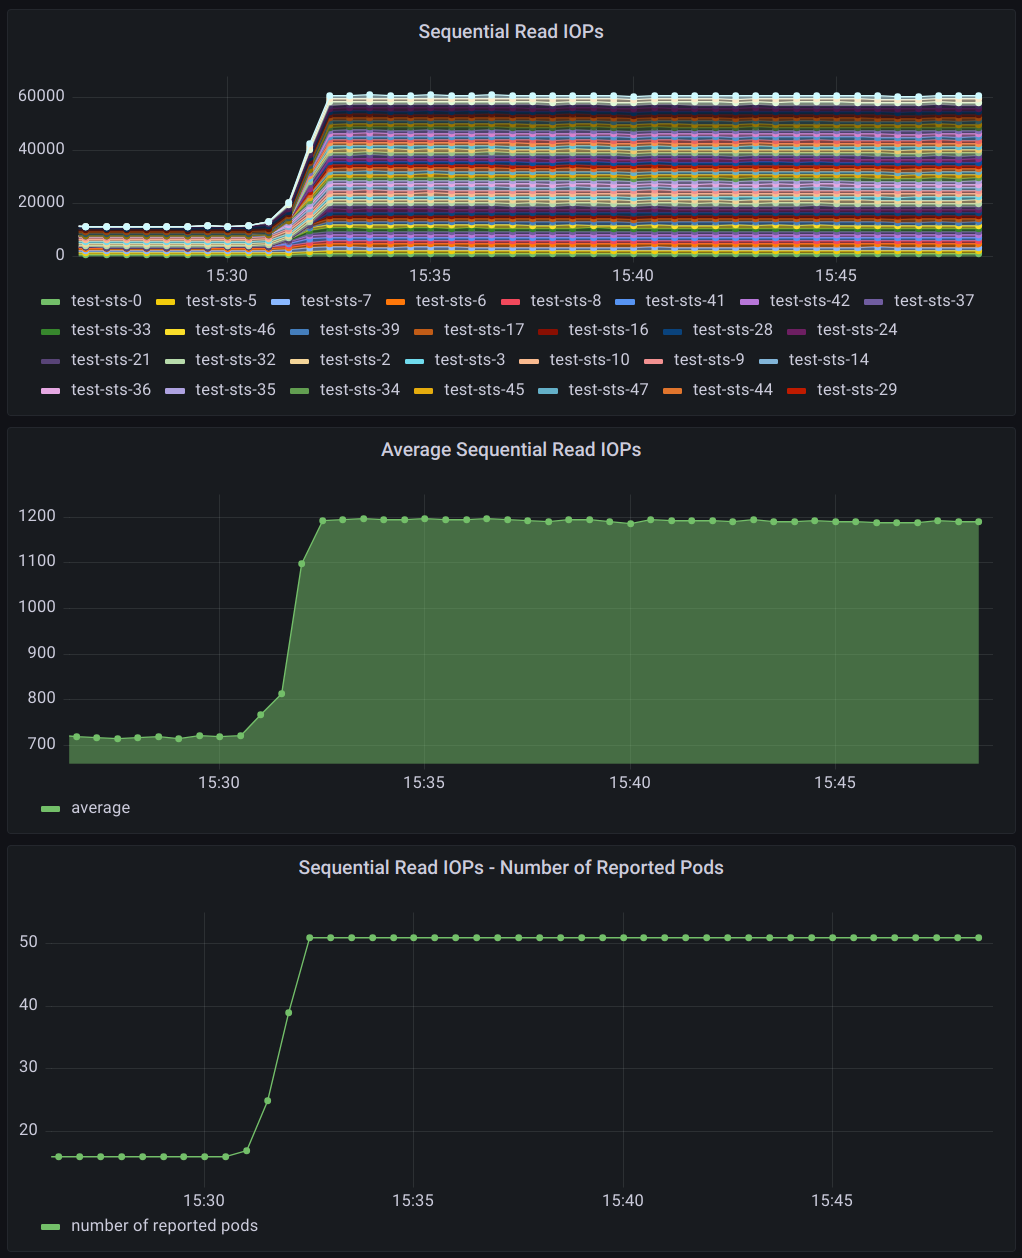 Sequential Read IOPs
60000
40000
20000
0
15:30 15:35 15:40 15:45
test-sts-0 test-sts-5 test-sts-7 test-sts-6 test-sts-8 test-sts-41 test-sts-42 test-sts-37
test-sts-33 test-sts-46 test-sts-39 test-sts-17 test-sts-16 test-sts-28 test-sts-24
test-sts-21 test-sts-32 test-sts-2 test-sts-3 test-sts-10 test-sts-9 test-sts-14
test-sts-36 test-sts-35 test-sts-34 test-sts-45 test-sts-47 test-sts-44 test-sts-29
Average Sequential Read IOPs
1200
1100
1000
900
800
700
15:30 15:35 15:40 15:45
average
Sequential Read IOPs - Number of Reported Pods
50
40
30
20
15:30 15:35 15:40 15:45
number of reported pods